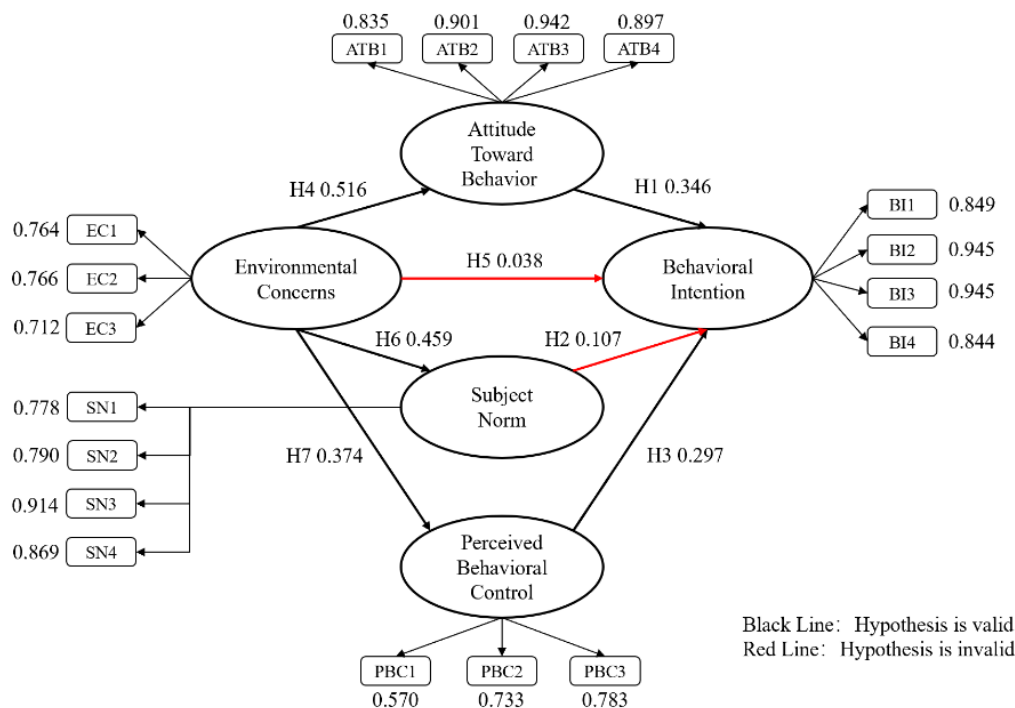 0.835 0.901 0.942 0.897
ATB1 ATB2 ATB3 ATB4
Attitude
Toward
Behavior
H4 0.516
H1 0.346
0.764 EC1
0.766 EC2
0.712 EC3
Environmental
Concerns
H5 0.038
Behavioral
Intention
BI1 0.849
BI2 0.945
BI3 0.945
BI4 0.844
H6 0.459
H2 0.107
Subject
Norm
0.778 SN1
0.790 SN2
0.914 SN3
0.869 SN4
H7 0.374
H3 0.297
Perceived
Behavioral
Control
PBC1 PBC2 PBC3
0.570 0.733 0.783
Black Line: Hypothesis is valid
Red Line: Hypothesis is invalid